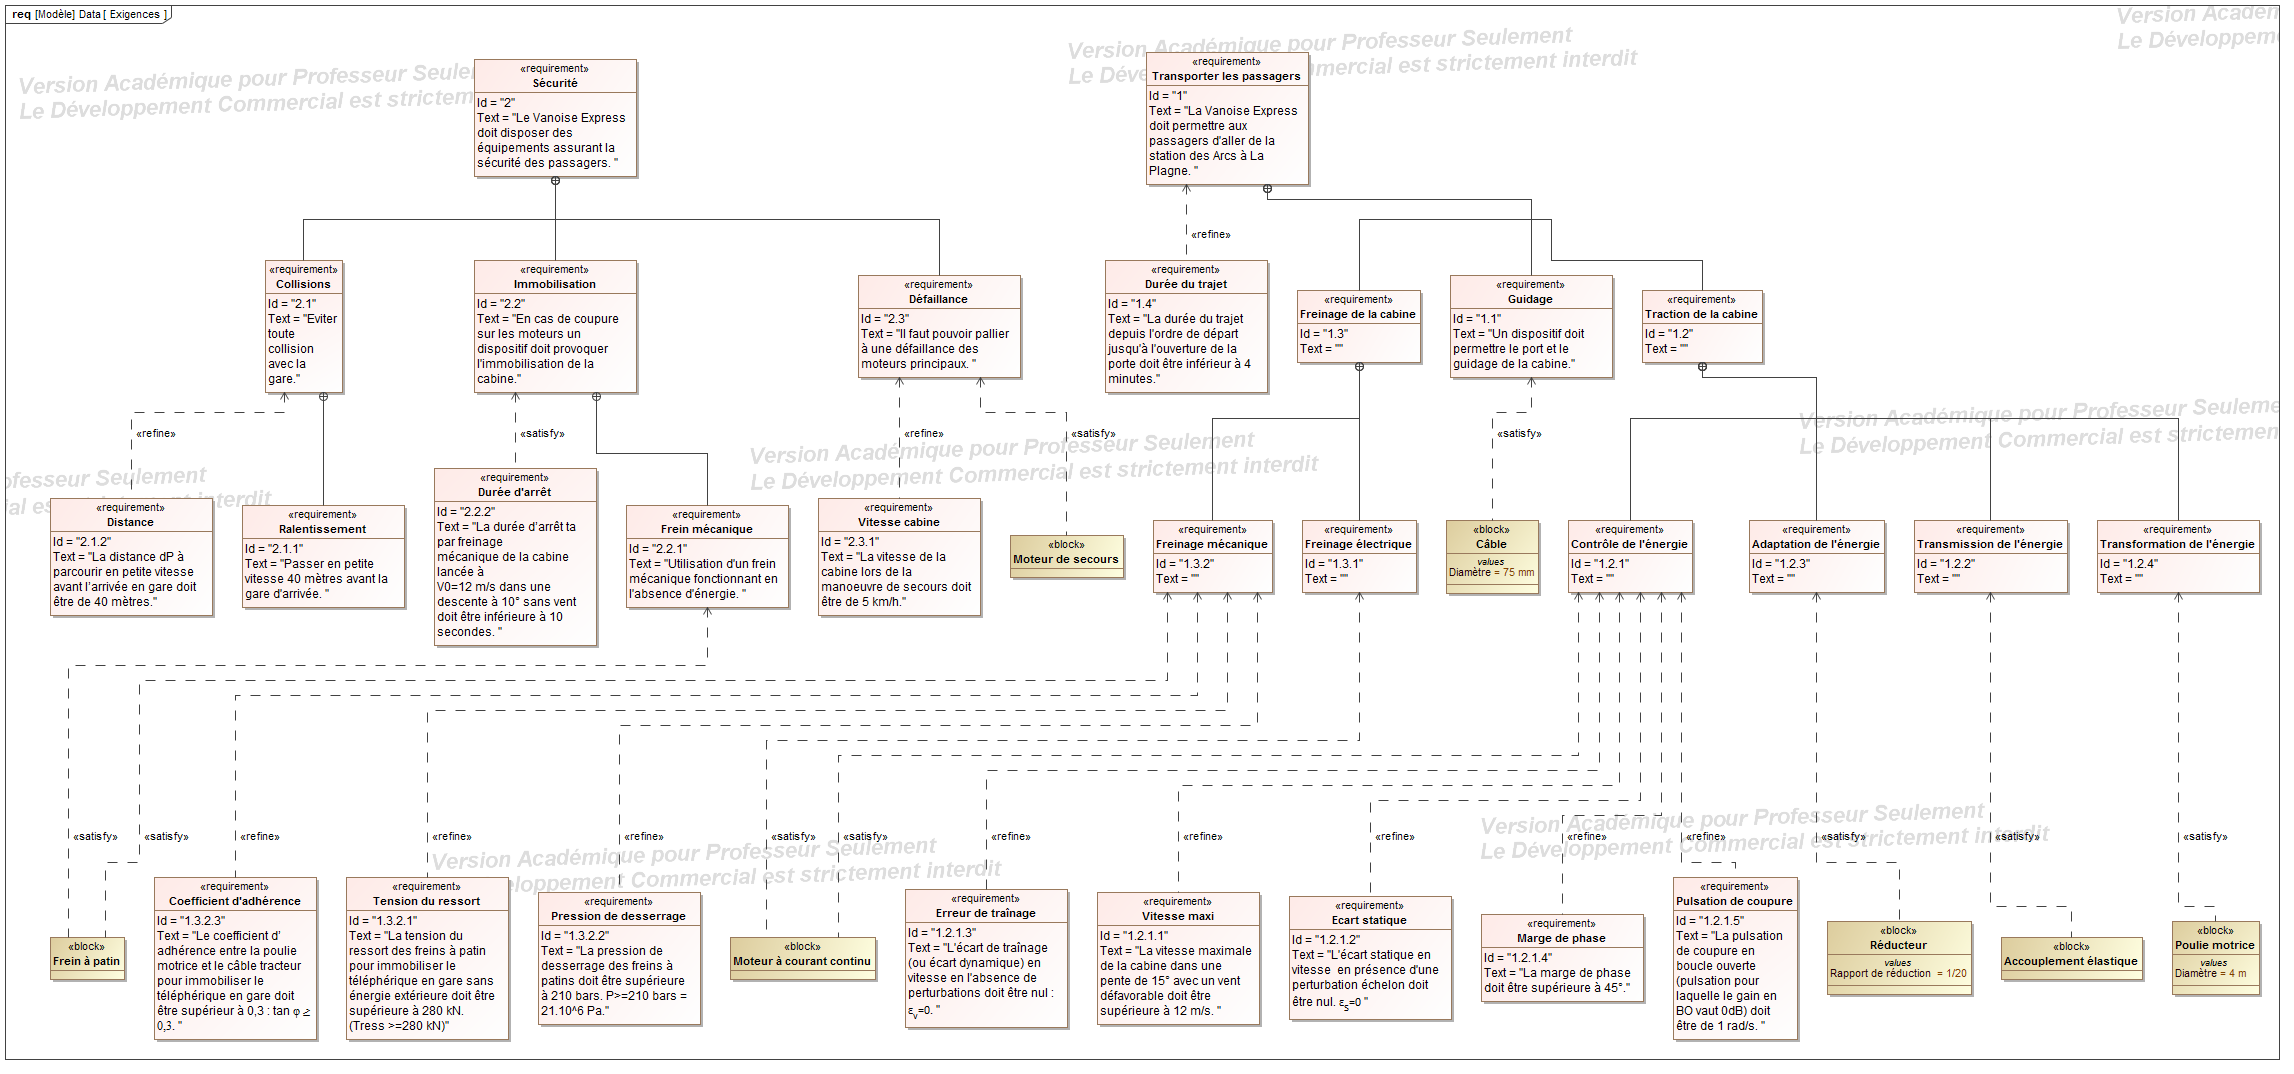 req [Modèle] Data [ Exigences ]
Version Académique pour Professeur Seulement
Le Développement Commercial est strictement interdit
«requirement»
Sécurité
Id = "2"
Text = "Le Vanoise Express
doit disposer des
équipements assurant la
sécurité des passagers. "
«requirement»
Transporter les passagers
Id = "1"
Text = "La Vanoise Express
doit permettre aux
passagers d'aller de la
station des Arcs à La
Plagne. "
«refine»
«requirement»
Collisions
Id = "2.1"
Text = "Eviter
toute
collision
avec la
gare."
«requirement»
Immobilisation
Id = "2.2"
Text = "En cas de coupure
sur les moteurs un
dispositif doit provoquer
l'immobilisation de la
cabine."
«requirement»
Défaillance
Id = "2.3"
Text = "Il faut pouvoir pallier
à une défaillance des
moteurs principaux. "
«requirement»
Durée du trajet
Id = "1.4"
Text = "La durée du trajet
depuis l'ordre de départ
jusqu'à l'ouverture de la
porte doit être inférieur à 4
minutes."
«requirement»
Freinage de la cabine
Id = "1.3"
Text = ""
«requirement»
Guidage
Id = "1.1"
Text = "Un dispositif doit
permettre le port et le
guidage de la cabine."
«requirement»
Traction de la cabine
Id = "1.2"
Text = ""
«refine»
«satisfy»
«refine»
«satisfy»
«satisfy»
Version Académique pour Professeur Seulement
Le Développement Commercial est strictement interdit
«requirement»
Distance
Id = "2.1.2"
Text = "La distance dP à
parcourir en petite vitesse
avant l'arrivée en gare doit
être de 40 mètres."
«requirement»
Ralentissement
Id = "2.1.1"
Text = "Passer en petite
vitesse 40 mètres avant la
gare d'arrivée. "
«requirement»
Durée d'arrêt
Id = "2.2.2"
Text = "La durée d'arrêt ta
par freinage
mécanique de la cabine
lancée à
V0=12 m/s dans une
descente à 10° sans vent
doit être inférieure à 10
secondes. "
«requirement»
Frein mécanique
Id = "2.2.1"
Text = "Utilisation d'un frein
mécanique fonctionnant en
l'absence d'énergie. "
«requirement»
Vitesse cabine
Id = "2.3.1"
Text = "La vitesse de la
cabine lors de la
manoeuvre de secours doit
être de 5 km/h."
«block»
Moteur de secours
«requirement»
Freinage mécanique
Id = "1.3.2"
Text = ""
«requirement»
Freinage électrique
Id = "1.3.1"
Text = ""
«block»
Câble
values
Diamètre = 75 mm
«requirement»
Contrôle de l'énergie
Id = "1.2.1"
Text = ""
«requirement»
Adaptation de l'énergie
Id = "1.2.3"
Text = ""
«requirement»
Transmission de l'énergie
Id = "1.2.2"
Text = ""
«requirement»
Transformation de l'énergie
Id = "1.2.4"
Text = ""
«satisfy»
«satisfy»
«refine»
«refine»
«refine»
«satisfy»
«satisfy»
«refine»
«refine»
«refine»
«refine»
«refine»
«satisfy»
«satisfy»
«satisfy»
Version Académique pour Professeur Seulement
Le Développement Commercial est strictement interdit
«block»
Frein à patin
«requirement»
Coefficient d'adhérence
Id = "1.3.2.3"
Text = "Le coefficient d'
adhérence entre la poulie
motrice et le câble tracteur
pour immobiliser le
téléphérique en gare doit
être supérieur à 0,3 : tan φ ≥
0,3. "
«requirement»
Tension du ressort
Id = "1.3.2.1"
Text = "La tension du
ressort des freins à patin
pour immobiliser le
téléphérique en gare sans
énergie extérieure doit être
supérieure à 280 kN.
(Tress >=280 kN)"
«requirement»
Pression de desserrage
Id = "1.3.2.2"
Text = "La pression de
desserrage des freins à
patins doit être supérieure
à 210 bars. P>=210 bars =
21.10^6 Pa."
«block»
Moteur à courant continu
«requirement»
Erreur de traînage
Id = "1.2.1.3"
Text = "L'écart de traînage
(ou écart dynamique) en
vitesse en l'absence de
perturbations doit être nul :
εv=0. "
«requirement»
Vitesse maxi
Id = "1.2.1.1"
Text = "La vitesse maximale
de la cabine dans une
pente de 15° avec un vent
défavorable doit être
supérieure à 12 m/s. "
«requirement»
Ecart statique
Id = "1.2.1.2"
Text = "L'écart statique en
vitesse en présence d'une
perturbation échelon doit
être nul. εs=0 "
«requirement»
Marge de phase
Id = "1.2.1.4"
Text = "La marge de phase
doit être supérieure à 45°."
«requirement»
Pulsation de coupure
Id = "1.2.1.5"
Text = "La pulsation
de coupure en
boucle ouverte
(pulsation pour
laquelle le gain en
BO vaut 0dB) doit
être de 1 rad/s. "
«block»
Réducteur
values
Rapport de réduction = 1/20
«block»
Accouplement élastique
«block»
Poulie motrice
values
Diamètre = 4 m